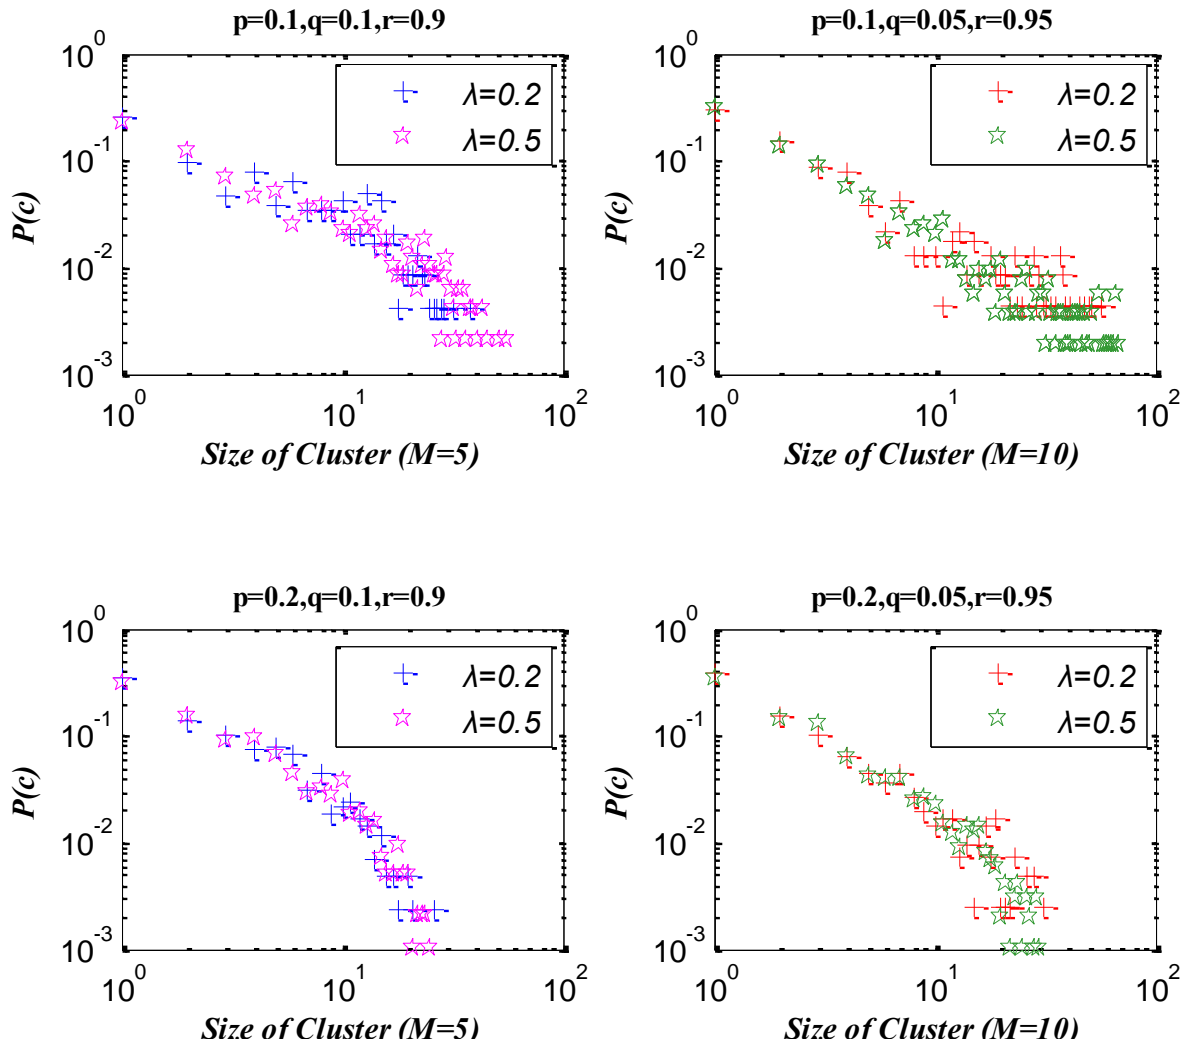 p=0.1,q=0.1,r=0.9
10^0
10^-1
10^-2
10^-3
P(c)
λ=0.2
λ=0.5
10^0
10^1
10^2
Size of Cluster (M=5)
p=0.1,q=0.05,r=0.95
10^0
10^-1
10^-2
10^-3
P(c)
λ=0.2
λ=0.5
10^0
10^1
10^2
Size of Cluster (M=10)
p=0.2,q=0.1,r=0.9
10^0
10^-1
10^-2
10^-3
P(c)
λ=0.2
λ=0.5
10^0
10^1
10^2
Size of Cluster (M=5)
p=0.2,q=0.05,r=0.95
10^0
10^-1
10^-2
10^-3
P(c)
λ=0.2
λ=0.5
10^0
10^1
10^2
Size of Cluster (M=10)